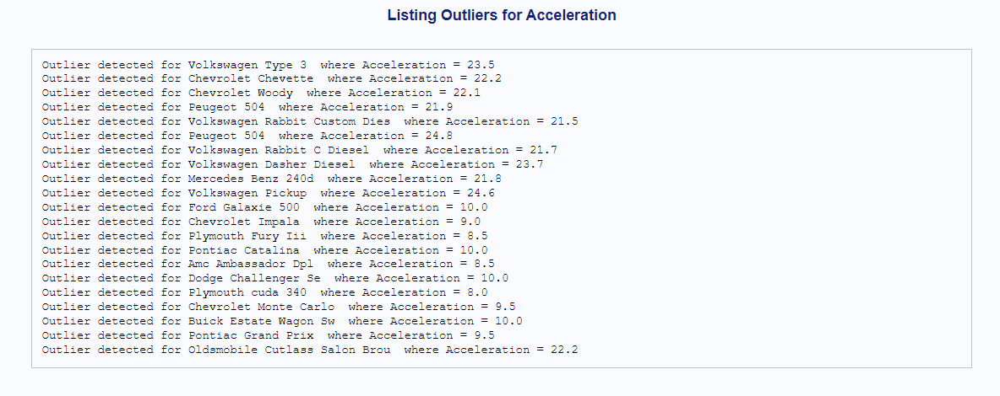 Listing Outliers for Acceleration
Outlier detected for Volkswagen Type 3  where Acceleration = 23.5
Outlier detected for Chevrolet Chevette  where Acceleration = 22.2
Outlier detected for Chevrolet Woody  where Acceleration = 22.1
Outlier detected for Peugeot 504  where Acceleration = 21.9
Outlier detected for Volkswagen Rabbit Custom Dies  where Acceleration = 21.5
Outlier detected for Peugeot 504  where Acceleration = 24.8
Outlier detected for Volkswagen Rabbit C Diesel  where Acceleration = 21.7
Outlier detected for Volkswagen Dasher Diesel  where Acceleration = 23.7
Outlier detected for Mercedes Benz 240d  where Acceleration = 21.8
Outlier detected for Volkswagen Pickup  where Acceleration = 24.6
Outlier detected for Ford Galaxie 500  where Acceleration = 10.0
Outlier detected for Chevrolet Impala  where Acceleration = 9.0
Outlier detected for Plymouth Fury Iii  where Acceleration = 8.5
Outlier detected for Pontiac Catalina  where Acceleration = 10.0
Outlier detected for Amc Ambassador Dpl  where Acceleration = 8.5
Outlier detected for Dodge Challenger Se  where Acceleration = 10.0
Outlier detected for Plymouth cuda 340  where Acceleration = 8.0
Outlier detected for Chevrolet Monte Carlo  where Acceleration = 9.5
Outlier detected for Buick Estate Wagon Sw  where Acceleration = 10.0
Outlier detected for Pontiac Grand Prix  where Acceleration = 9.5
Outlier detected for Oldsmobile Cutlass Salon Brou  where Acceleration = 22.2